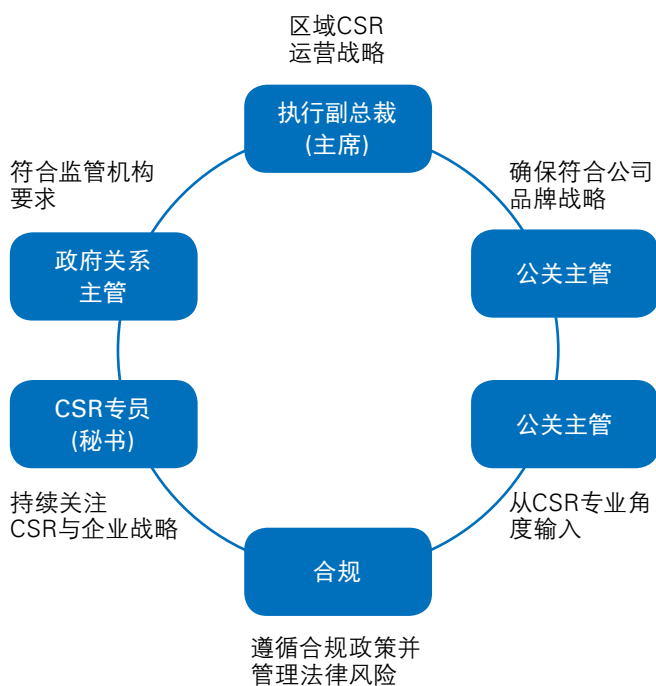 区域CSR
运营战略
执行副总裁
(主席)
符合监管机构
要求
确保符合公司
品牌战略
政府关系
主管
公关主管
CSR专员
(秘书)
公关主管
持续关注
CSR与企业战略
从CSR专业角
度输入
合规
遵循合规政策并
管理法律风险